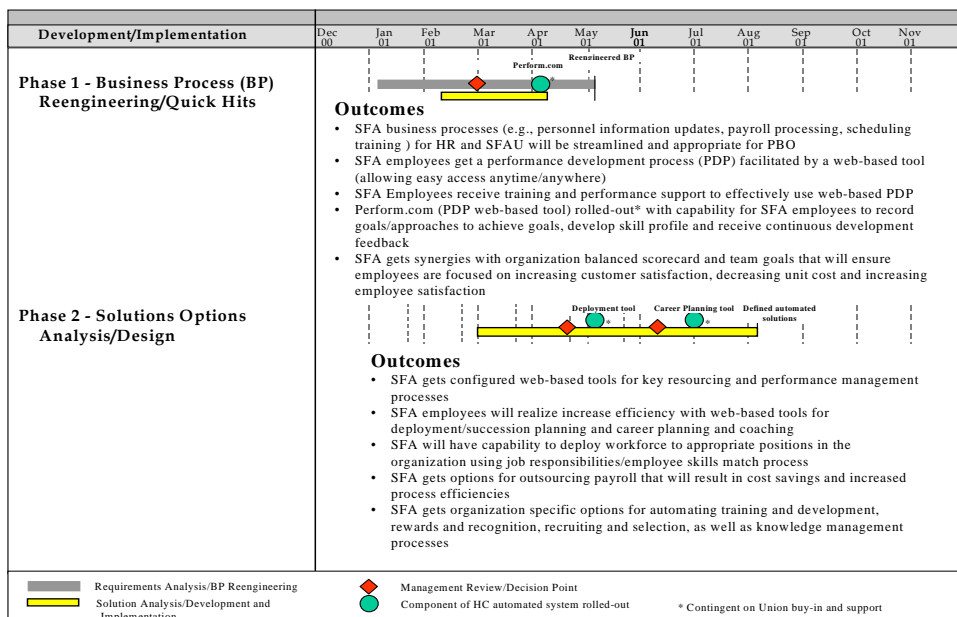 Development/Implementation
Dec 00
Jan 01
Feb 01
Mar 01
Apr 01
May 01
Jun 01
Jul 01
Aug 01
Sep 01
Oct 01
Nov 01
Phase 1 - Business Process (BP)
Reengineering/Quick Hits
Reengineered BP
Perform.com
*
Outcomes
• SFA business processes (e.g., personnel information updates, payroll processing, scheduling
training ) for HR and SFAU will be streamlined and appropriate for PBO
• SFA employees get a performance development process (PDP) facilitated by a web-based tool
(allowing easy access anytime/anywhere)
• SFA Employees receive training and performance support to effectively use web-based PDP
• Perform.com (PDP web-based tool) rolled-out* with capability for SFA employees to record
goals/approaches to achieve goals, develop skill profile and receive continuous development
feedback
• SFA gets synergies with organization balanced scorecard and team goals that will ensure
employees are focused on increasing customer satisfaction, decreasing unit cost and increasing
employee satisfaction
Phase 2 - Solutions Options
Analysis/Design
Deployment tool
*
Career Planning tool
*
Defined automated
solutions
Outcomes
• SFA gets configured web-based tools for key resourcing and performance management
processes
• SFA employees will realize increase efficiency with web-based tools for
deployment/succession planning and career planning and coaching
• SFA will have capability to deploy workforce to appropriate positions in the
organization using job responsibilities/employee skills match process
• SFA gets options for outsourcing payroll that will result in cost savings and increased
process efficiencies
• SFA gets organization specific options for automating training and development,
rewards and recognition, recruiting and selection, as well as knowledge management
processes
Requirements Analysis/BP Reengineering
Solution Analysis/Development and
Implementation
Management Review/Decision Point
Component of HC automated system rolled-out
* Contingent on Union buy-in and support